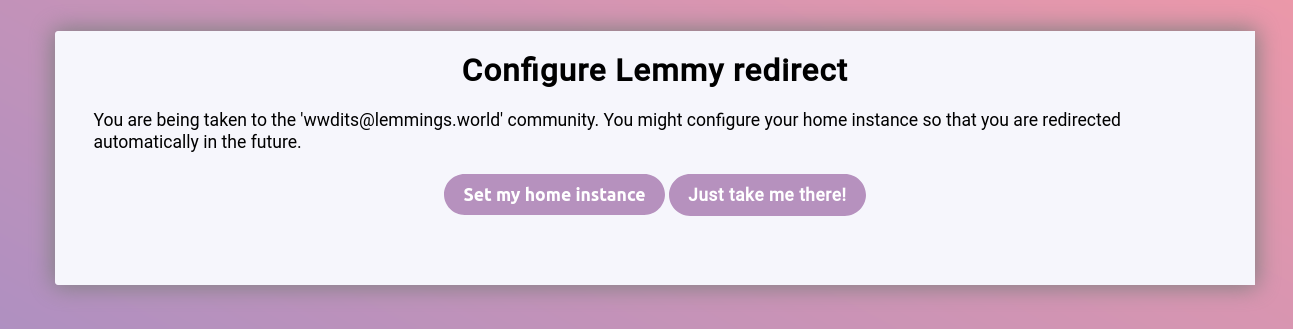 Configure Lemmy redirect
You are being taken to the 'wwdits@lemmings.world' community. You might configure your home instance so that you are redirected
automatically in the future.
Set my home instance
Just take me there!